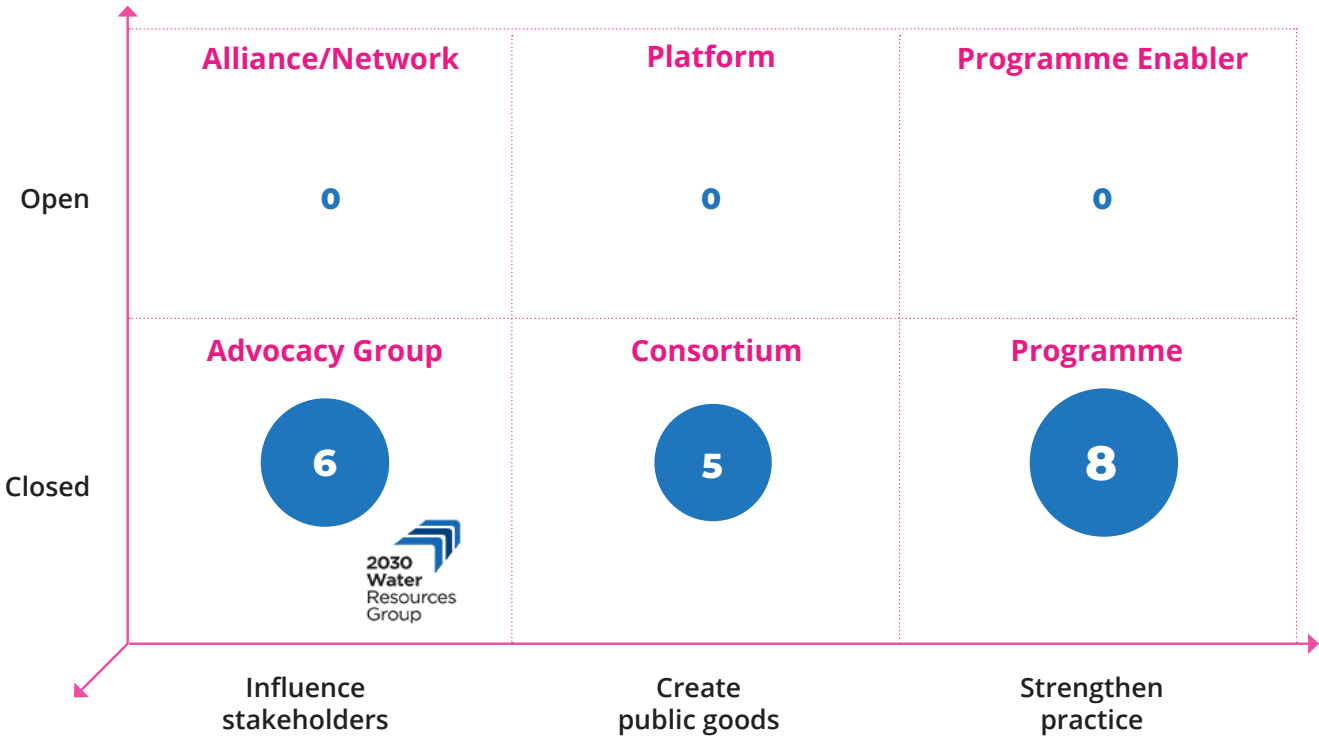 Alliance/Network
Platform
Programme Enabler
Open
0
0
0
Advocacy Group
Consortium
Programme
6
5
8
Closed
2030
Water
Resources
Group
Influence
stakeholders
Create
public goods
Strengthen
practice